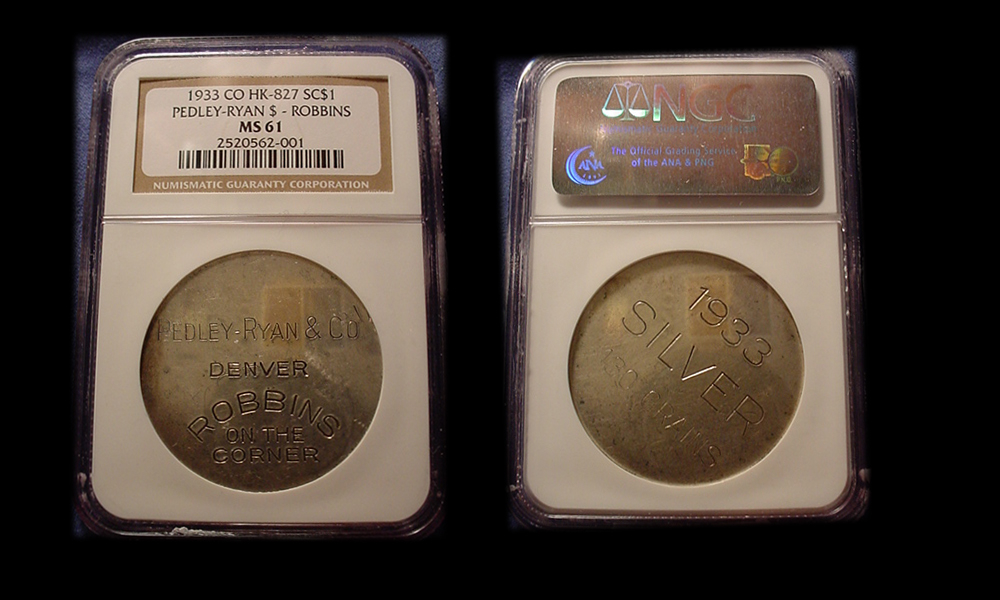 1933 CO HK-827 SC$1
PEDLEY-RYAN $ - ROBBINS
MS 61
2520562-001
NUMISMATIC GUARANTY CORPORATION
PEDLEY-RYAN & CO
DENVER
ROBBINS
ON THE
CORNER
NGC
The Official Grading Service
of the ANA & PNG
ANA
1933
SILVER